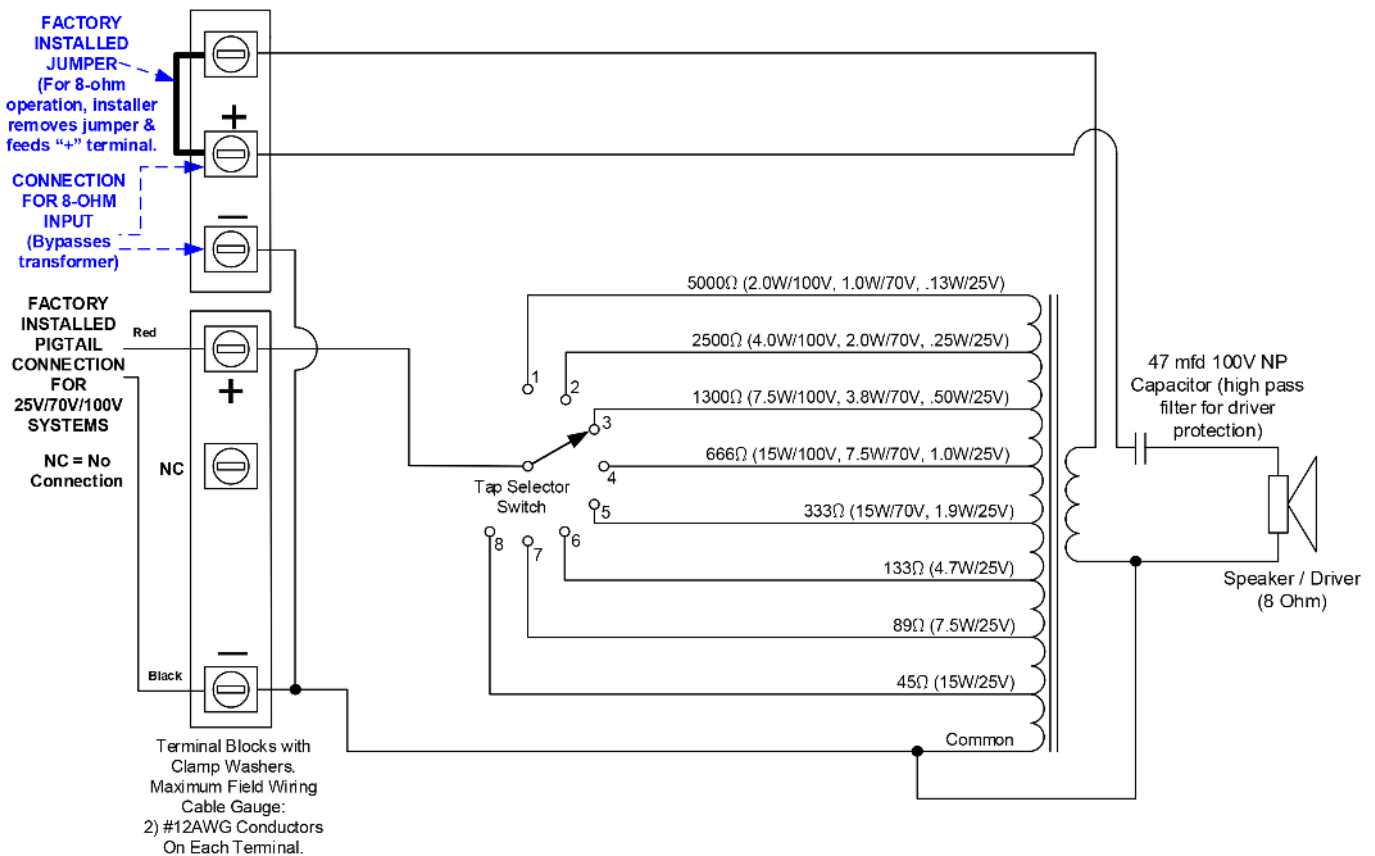 FACTORY
INSTALLED
JUMPER
(For 8-ohm
operation, installer
removes jumper &
feeds “+” terminal.
+
CONNECTION
FOR 8-OHM
INPUT
(Bypasses
transformer)
—
FACTORY
INSTALLED
PIGTAIL
CONNECTION
FOR
25V/70V/100V
SYSTEMS
NC = No
Connection
Red
+
NC
Black
—
Terminal Blocks with
Clamp Washers.
Maximum Field Wiring
Cable Gauge:
2) #12AWG Conductors
On Each Terminal.
1
2
3
4
5
6
7
8
Tap Selector
Switch
5000Ω (2.0W/100V, 1.0W/70V, .13W/25V)
2500Ω (4.0W/100V, 2.0W/70V, .25W/25V)
1300Ω (7.5W/100V, 3.8W/70V, .50W/25V)
666Ω (15W/100V, 7.5W/70V, 1.0W/25V)
333Ω (15W/70V, 1.9W/25V)
133Ω (4.7W/25V)
89Ω (7.5W/25V)
45Ω (15W/25V)
Common
47 mfd 100V NP
Capacitor (high pass
filter for driver
protection)
Speaker / Driver
(8 Ohm)